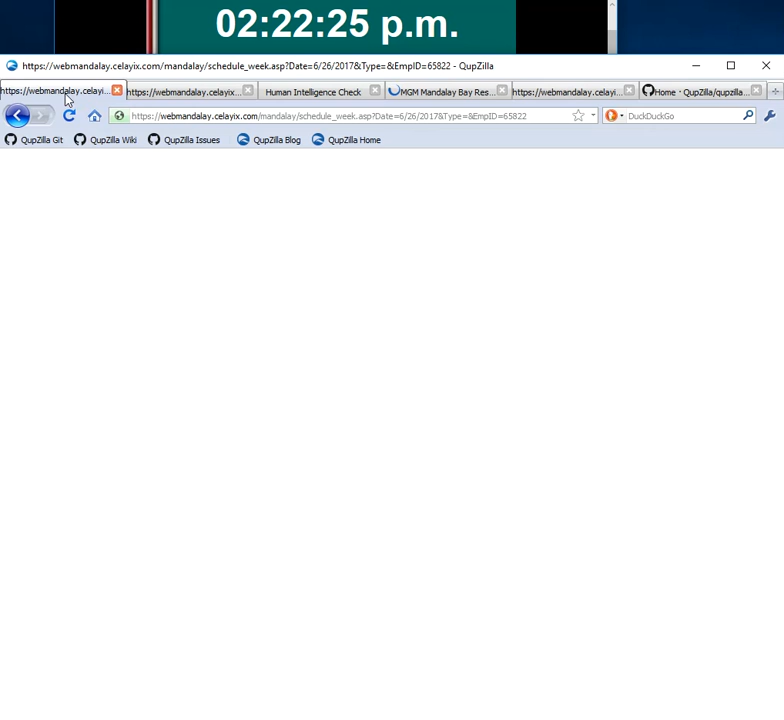 02:22:25 p.m.
https://webmandalay.celayix.com/mandalay/schedule_week.asp?Date=6/26/2017&Type=&EmpID=65822 - QupZilla
https://webmandalay.celayi... https://webmandalay.celayix... Human Intelligence Check MGM Mandalay Bay Res... https://webmandalay.celayi... Home · QupZilla/qupzilla...
https://webmandalay.celayix.com/mandalay/schedule_week.asp?Date=6/26/2017&Type=&EmpID=65822 DuckDuckGo
QupZilla Git QupZilla Wiki QupZilla Issues QupZilla Blog QupZilla Home